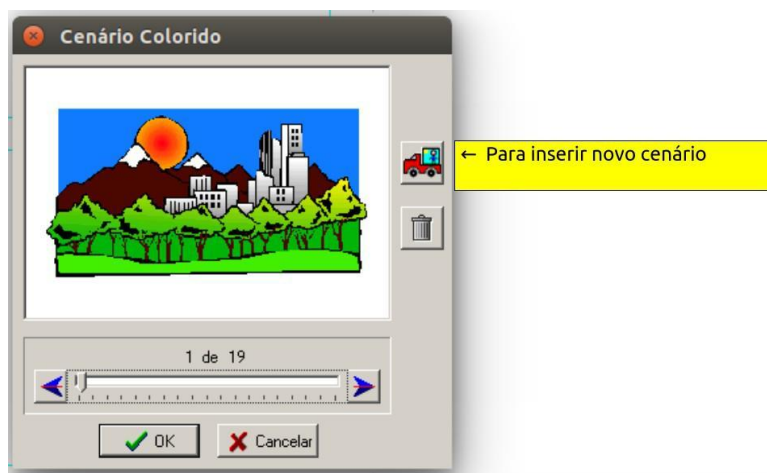 Cenário Colorido
← Para inserir novo cenário
1 de 19
OK
Cancelar